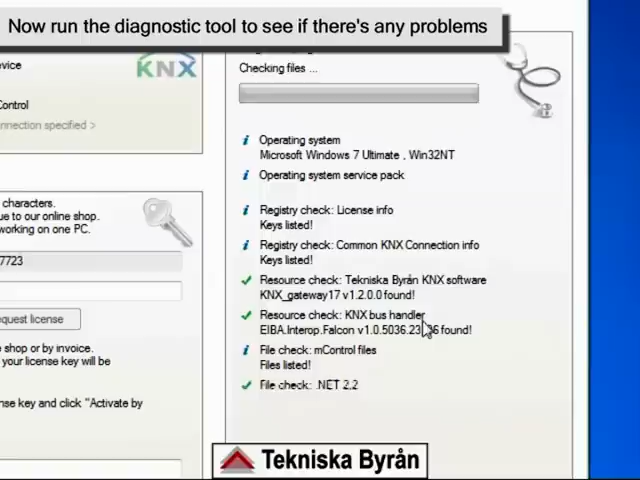 Now run the diagnostic tool to see if there's any problems
Checking files ...
KNX
Control
nnection specified >
Operating system
Microsoft Windows 7 Ultimate , Win32NT
Operating system service pack
characters.
ue to our online shop.
working on one PC.
7723
Registry check: License info
Keys listed!
Registry check: Common KNX Connection info
Keys listed!
Resource check: Tekniska Byrån KNX software
KNX_gateway17 v1.2.0.0 found!
equest license
Resource check: KNX bus handler
EIBA.Interop.Falcon v1.0.5036.23 36 found!
e shop or by invoice.
your license key will be
File check: mControl files
Files listed!
File check: .NET 2.2
nse key and click "Activate by
Tekniska Byrån